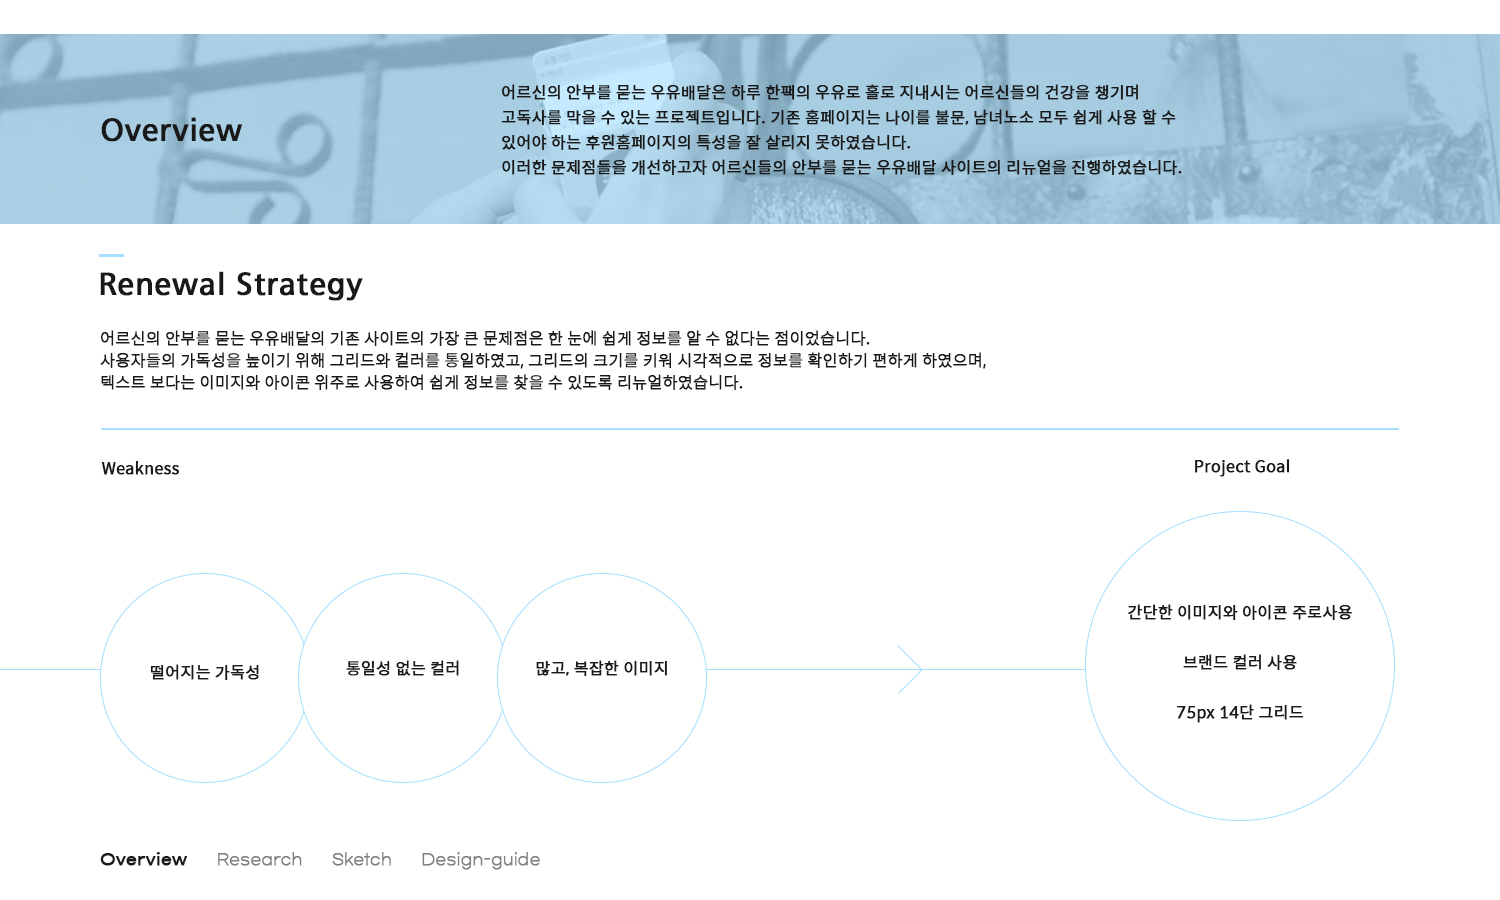 Overview
어르신의 안부를 묻는 우유배달은 하루 한팩의 우유로 홀로 지내시는 어르신들의 건강을 챙기며
고독사를 막을 수 있는 프로젝트입니다. 기존 홈페이지는 나이를 불문, 남녀노소 모두 쉽게 사용 할 수
있어야 하는 후원홈페이지의 특성을 잘 살리지 못하였습니다.
이러한 문제점들을 개선하고자 어르신들의 안부를 묻는 우유배달 사이트의 리뉴얼을 진행하였습니다.
Renewal Strategy
어르신의 안부를 묻는 우유배달의 기존 사이트의 가장 큰 문제점은 한 눈에 쉽게 정보를 알 수 없다는 점이었습니다.
사용자들의 가독성을 높이기 위해 그리드와 컬러를 통일하였고, 그리드의 크기를 키워 시각적으로 정보를 확인하기 편하게 하였으며,
텍스트 보다는 이미지와 아이콘 위주로 사용하여 쉽게 정보를 찾을 수 있도록 리뉴얼하였습니다.
Weakness
Project Goal
떨어지는 가독성
통일성 없는 컬러
많고, 복잡한 이미지
간단한 이미지와 아이콘 주로사용
브랜드 컬러 사용
75px 14단 그리드
Overview
Research
Sketch
Design-guide